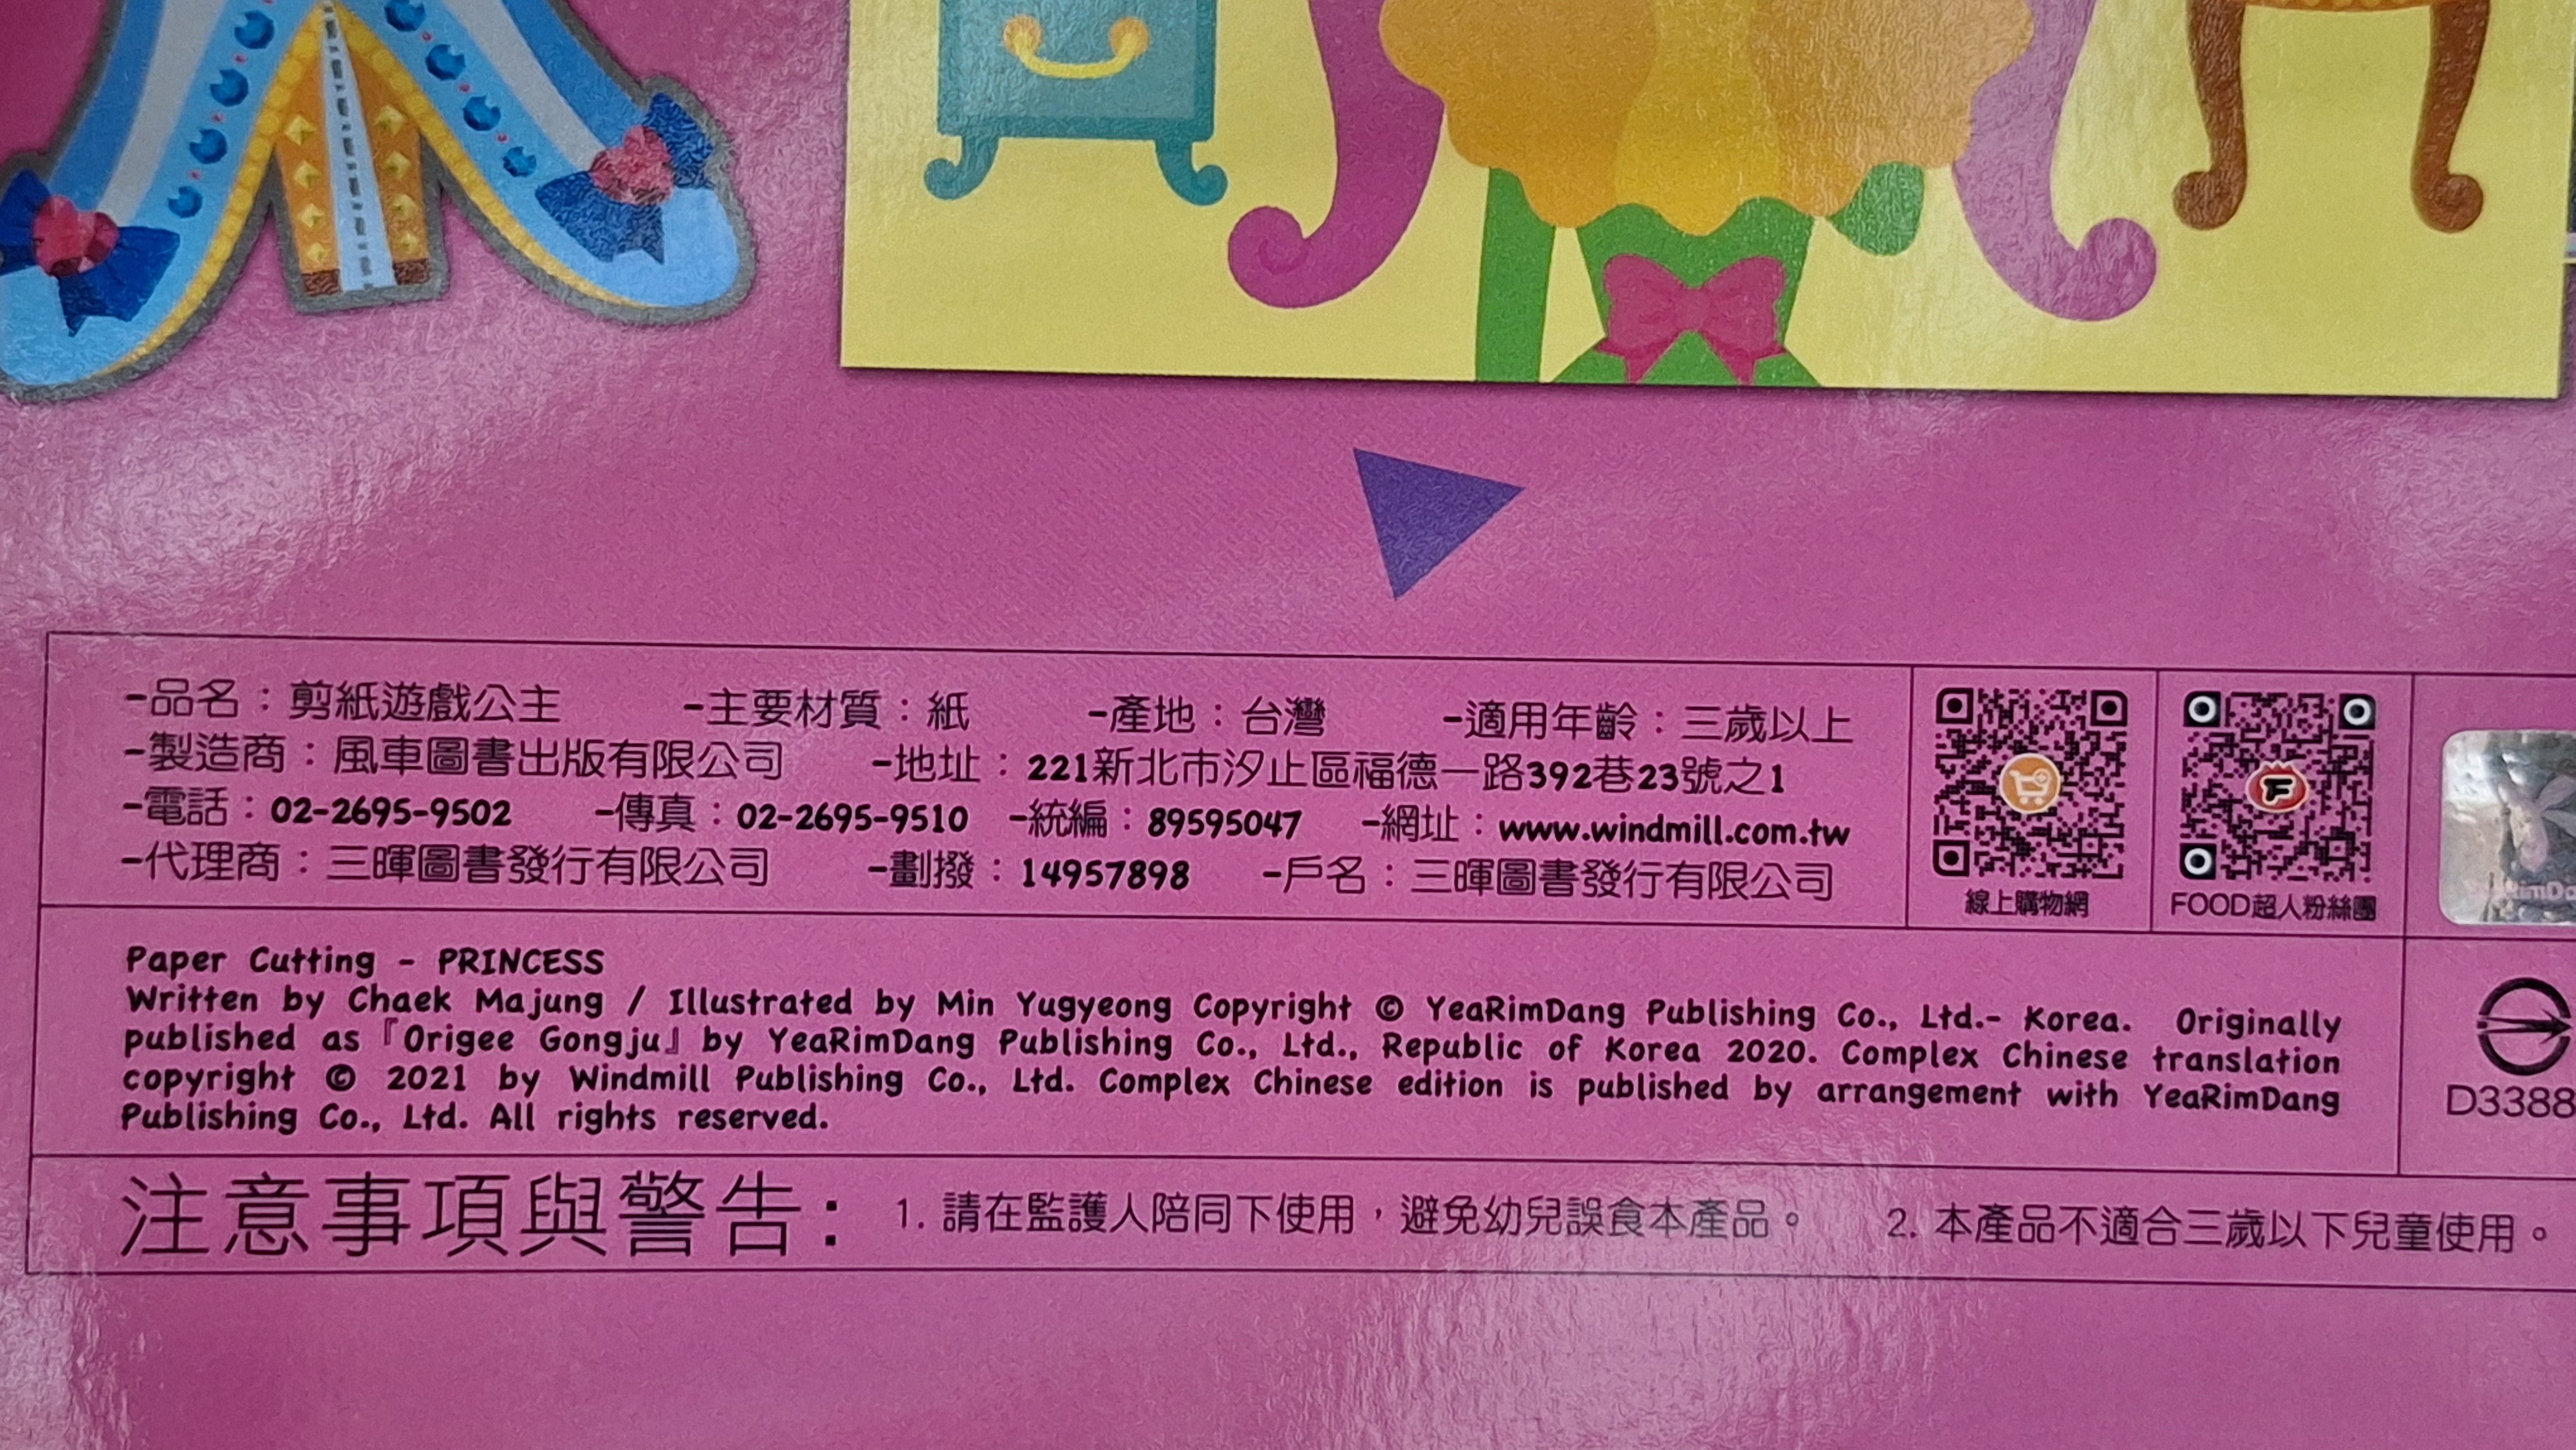 -品名：剪紙遊戲公主 -主要材質：紙 -產地：台灣 -適用年齡：三歲以上
-製造商：風車圖書出版有限公司 -地址：221新北市汐止區福德一路392巷23號之1
-電話：02-2695-9502 -傳真：02-2695-9510 -統編：89595047 -網址：www.windmill.com.tw
-代理商：三暉圖書發行有限公司 -劃撥：14957898 -戶名：三暉圖書發行有限公司
線上購物網
F
FOOD超人粉絲團
Paper Cutting - PRINCESS
Written by Chaek Majung / Illustrated by Min Yugyeong Copyright © YeaRimDang Publishing Co., Ltd.- Korea. Originally
published as『Origee Gongju』by YeaRimDang Publishing Co., Ltd., Republic of Korea 2020. Complex Chinese translation
copyright © 2021 by Windmill Publishing Co., Ltd. Complex Chinese edition is published by arrangement with YeaRimDang
Publishing Co., Ltd. All rights reserved.
D3388
注意事項與警告： 1. 請在監護人陪同下使用，避免幼兒誤食本產品。 2. 本產品不適合三歲以下兒童使用。